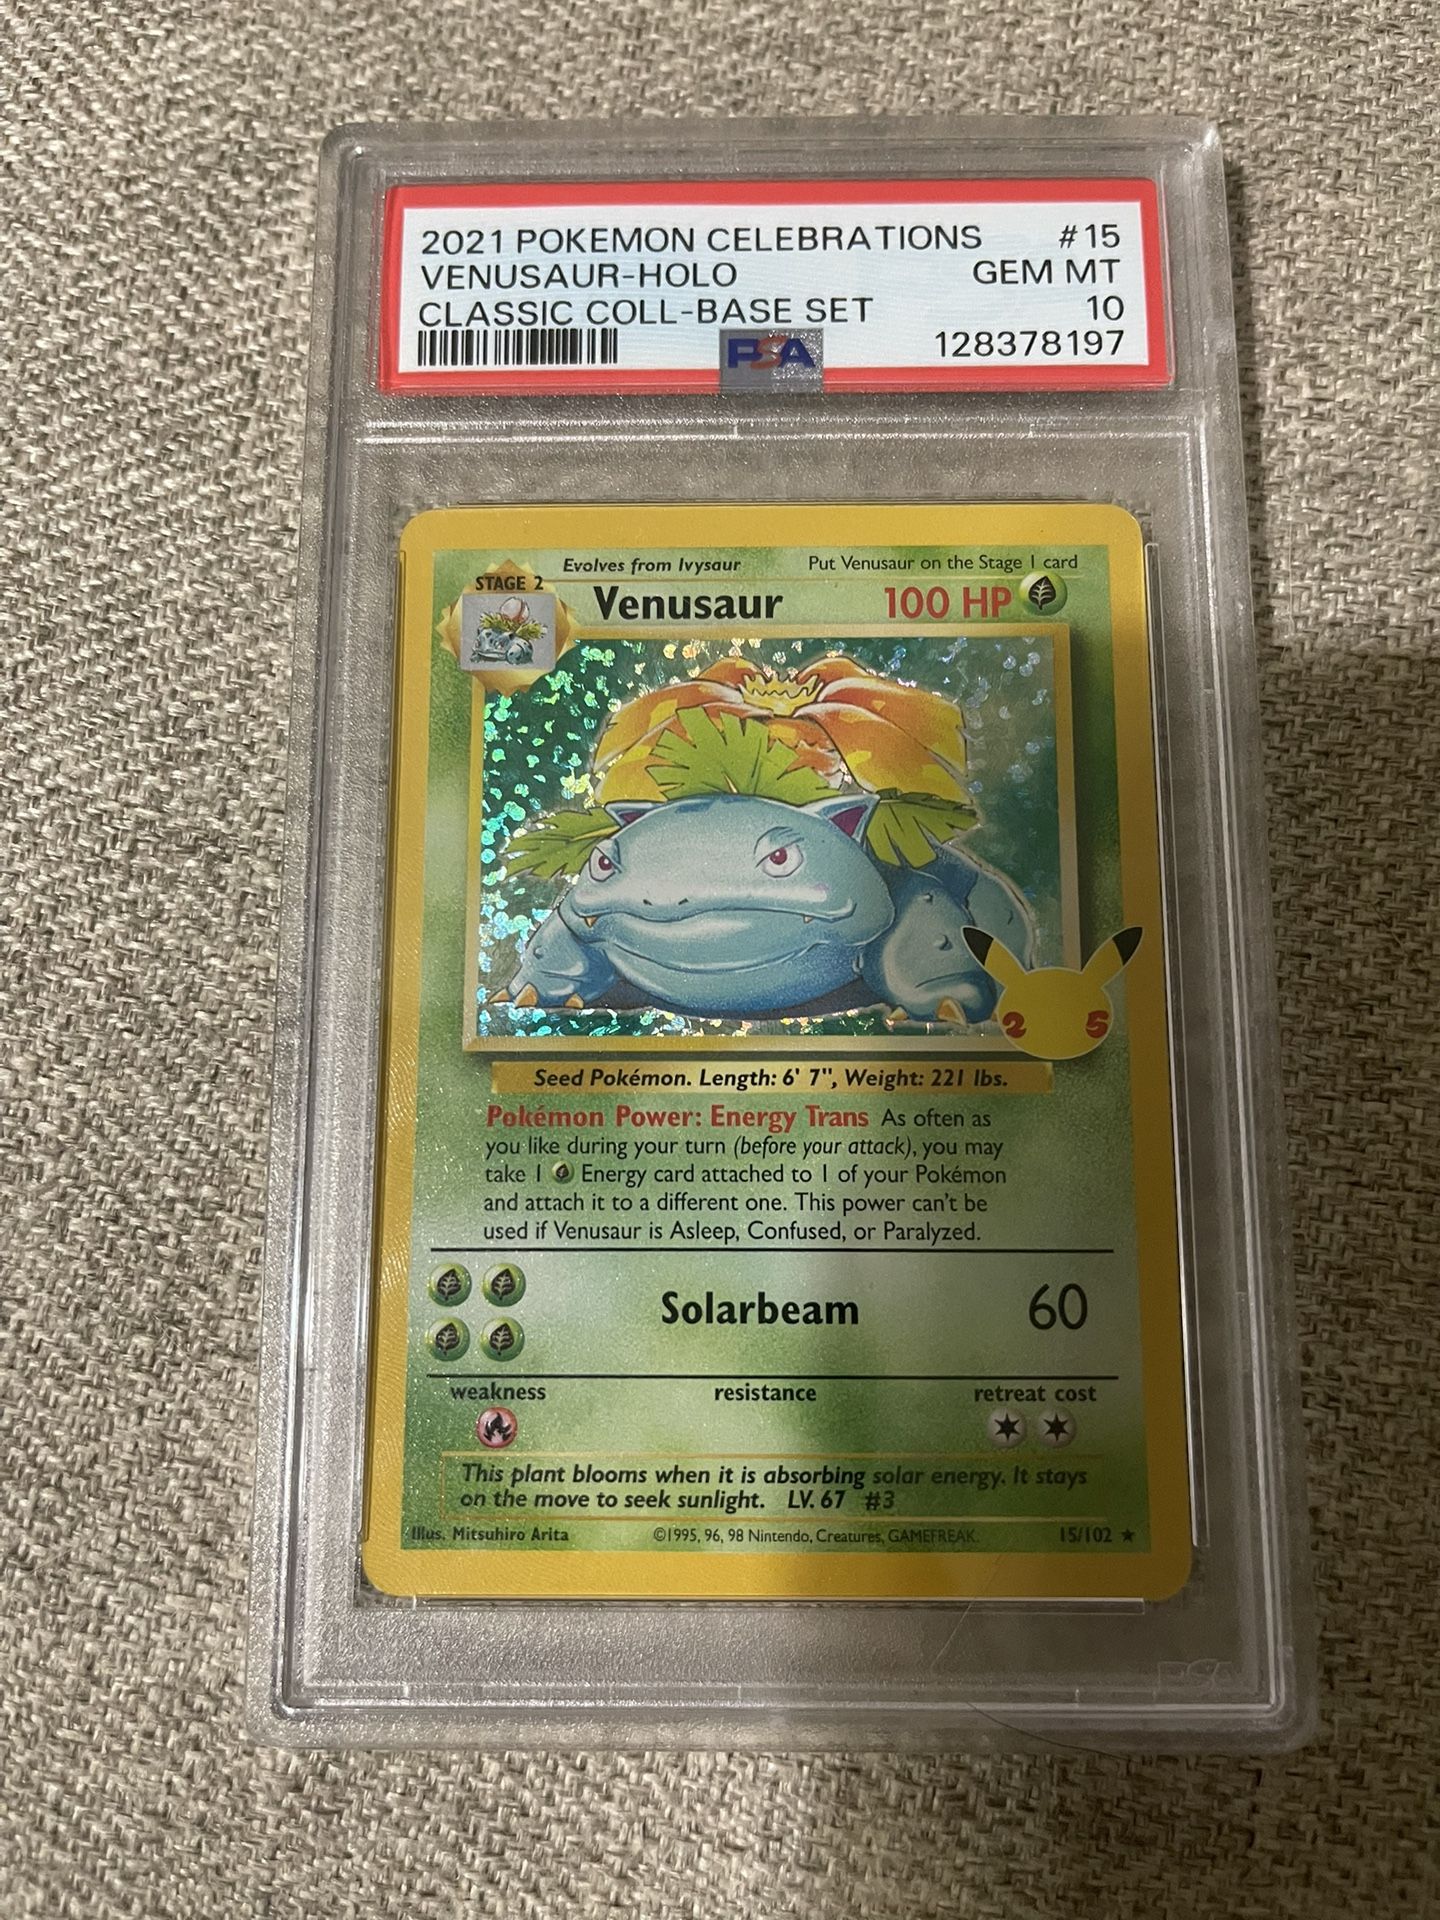 2021 POKEMON CELEBRATIONS #15
VENUSAUR-HOLO GEM MT
CLASSIC COLL-BASE SET 10
PSA 128378197
Evolves from Ivysaur Put Venusaur on the Stage 1 card
STAGE 2 Venusaur 100 HP
2 5
Seed Pokémon. Length: 6' 7", Weight: 221 lbs.
Pokémon Power: Energy Trans As often as
you like during your turn (before your attack), you may
take 1 Energy card attached to 1 of your Pokémon
and attach it to a different one. This power can't be
used if Venusaur is Asleep, Confused, or Paralyzed.
Solarbeam 60
weakness resistance retreat cost
This plant blooms when it is absorbing solar energy. It stays
on the move to seek sunlight. LV. 67 #3
Illus. Mitsuhiro Arita ©1995, 96, 98 Nintendo, Creatures, GAMEFREAK. 15/102
PSA